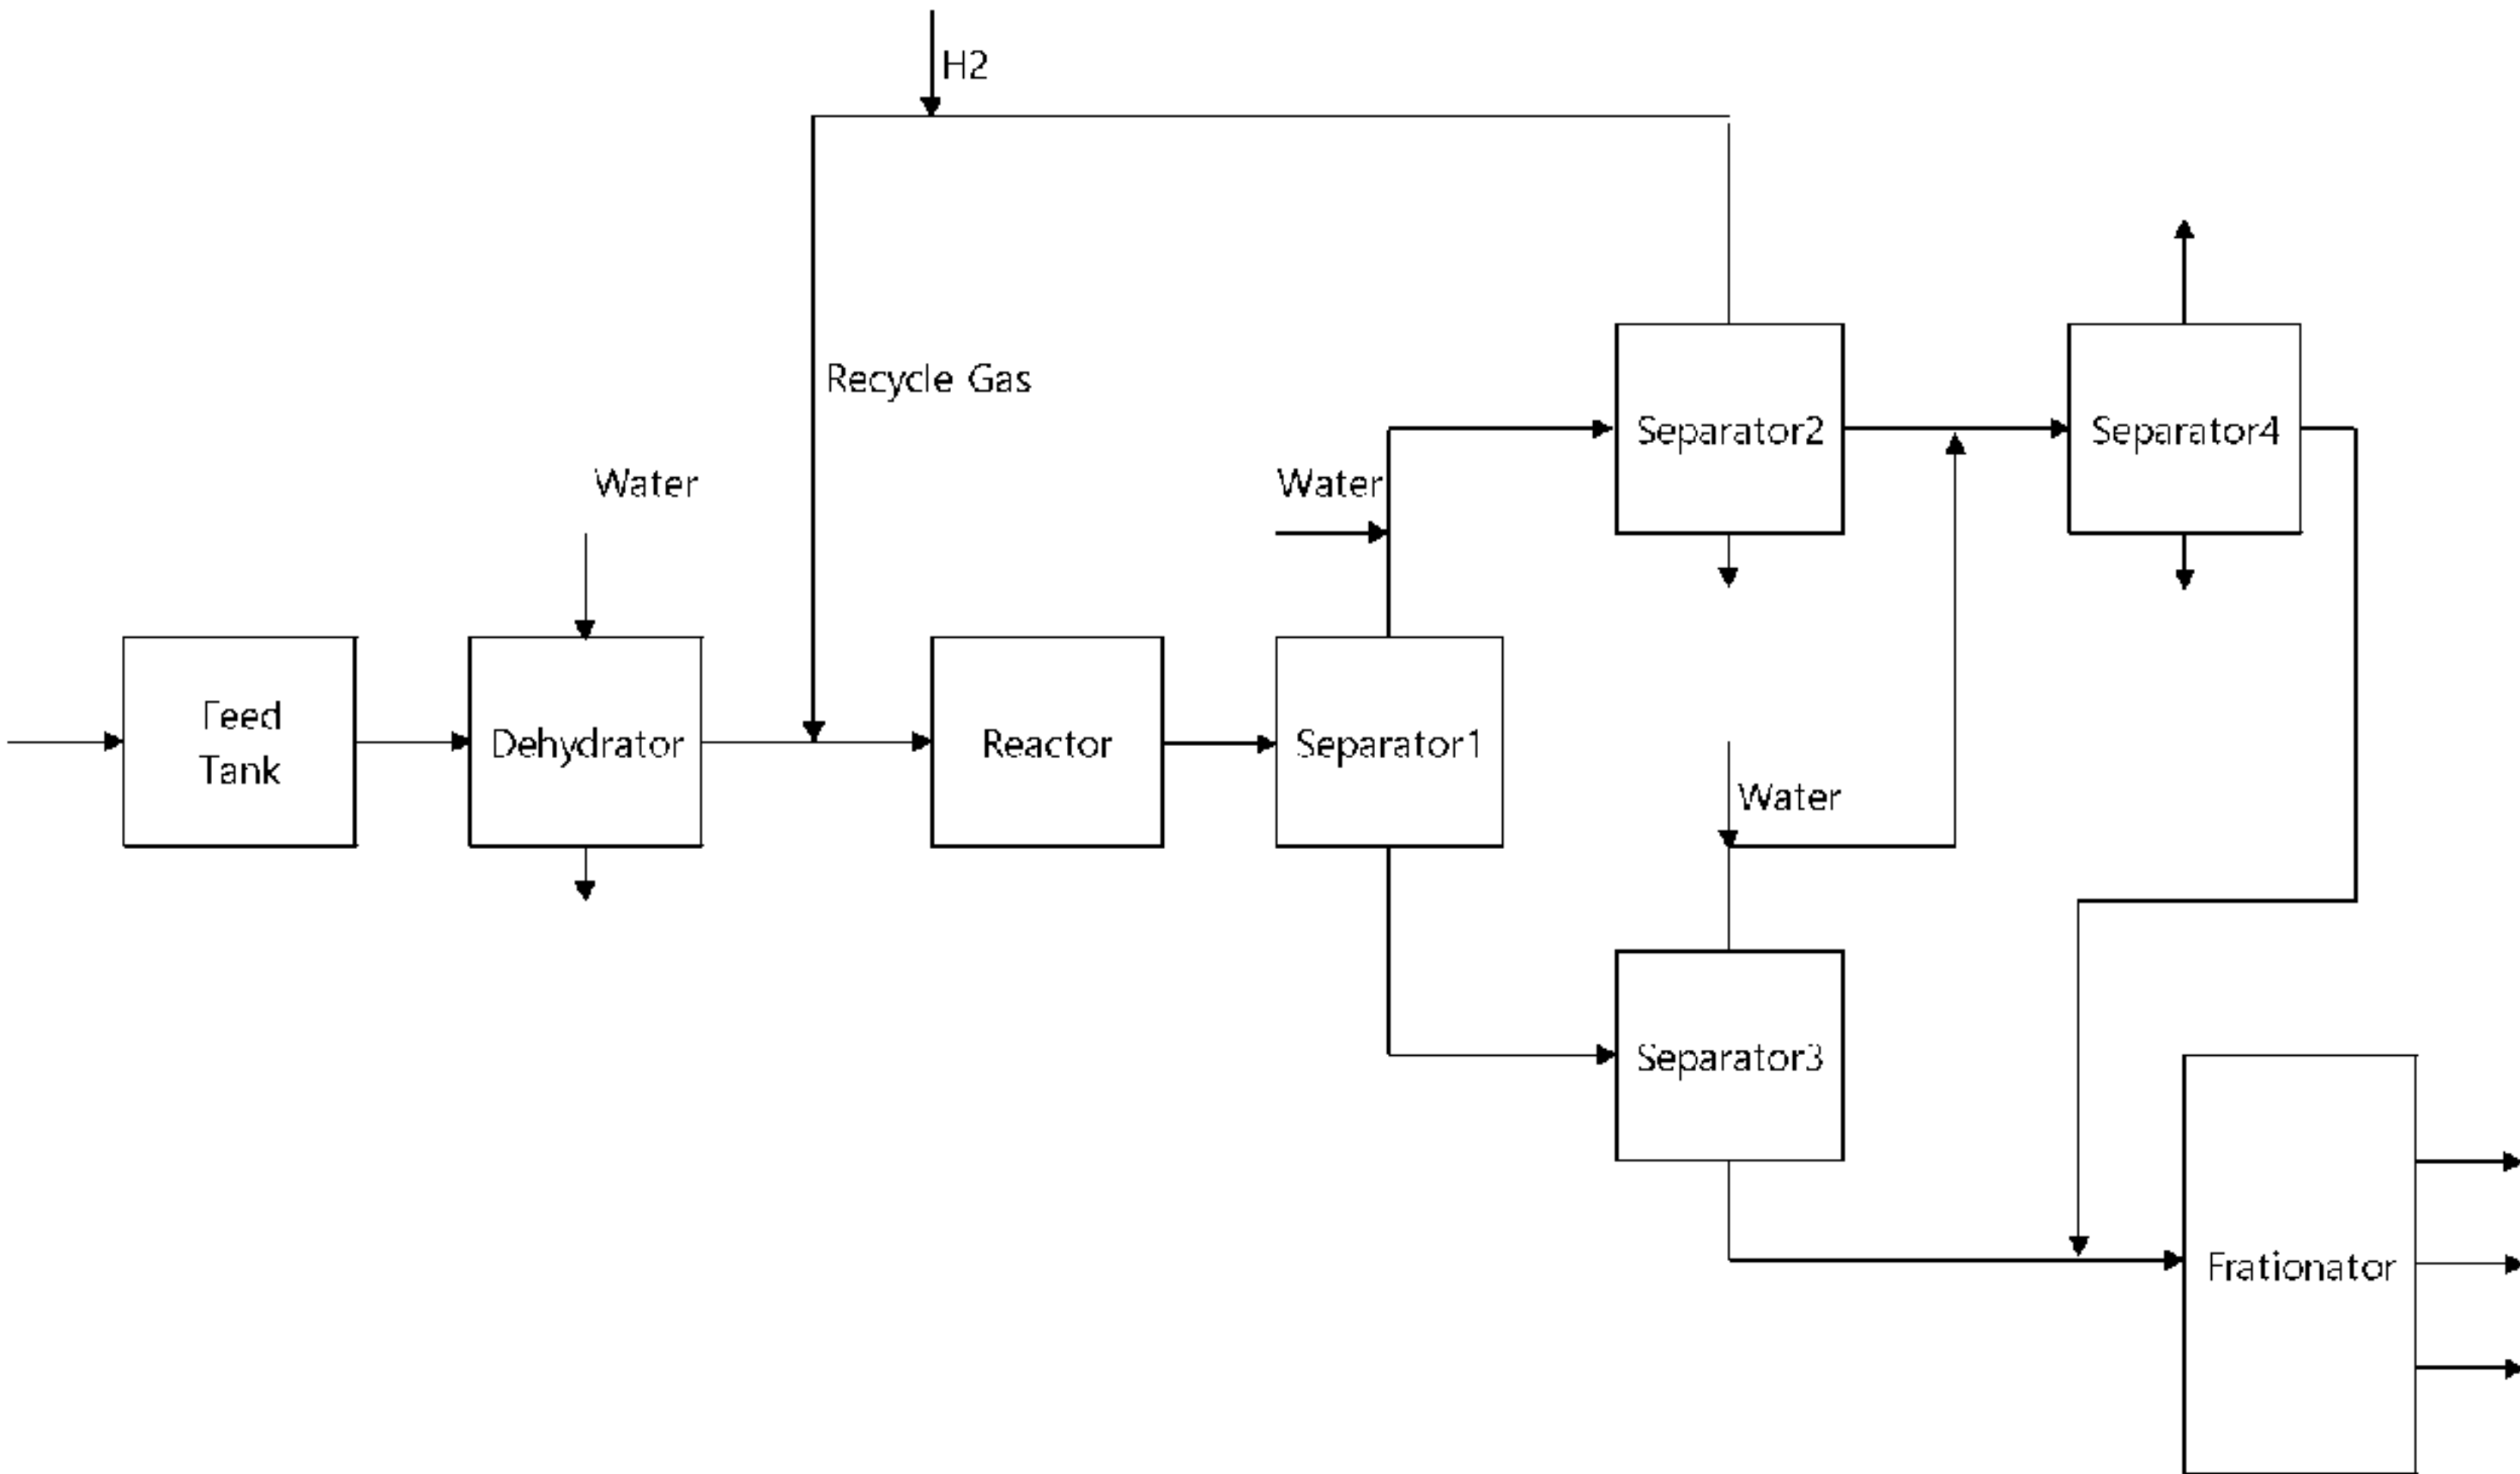 H2
Recycle Gas
Water
Water
Separator2
Separator4
Feed
Tank
Dehydrator
Reactor
Separator1
Water
Separator3
Frationator